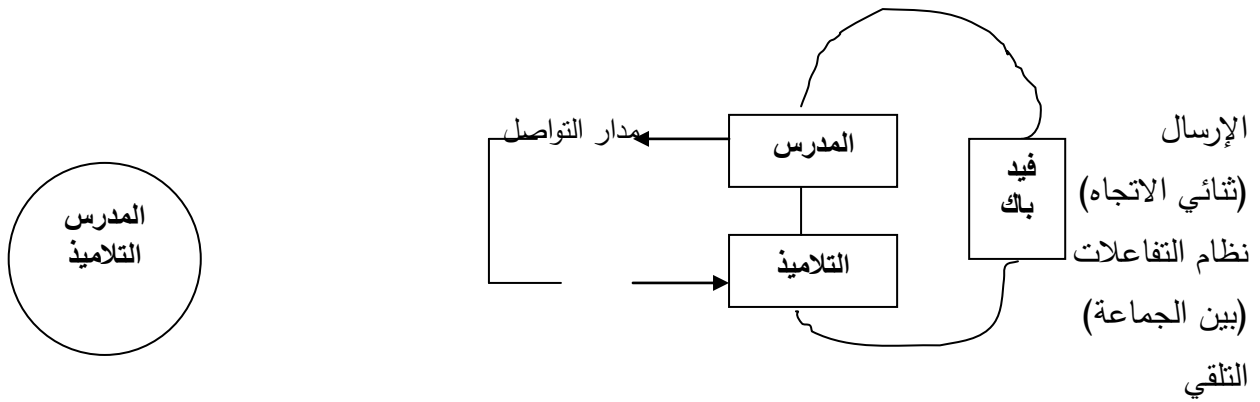 الإرسال
(ثنائي الاتجاه)
نظام التفاعلات
(بين الجماعة)
التلقي
فيد
باك
المدرس
التلاميذ
مدار التواصل
المدرس
التلاميذ